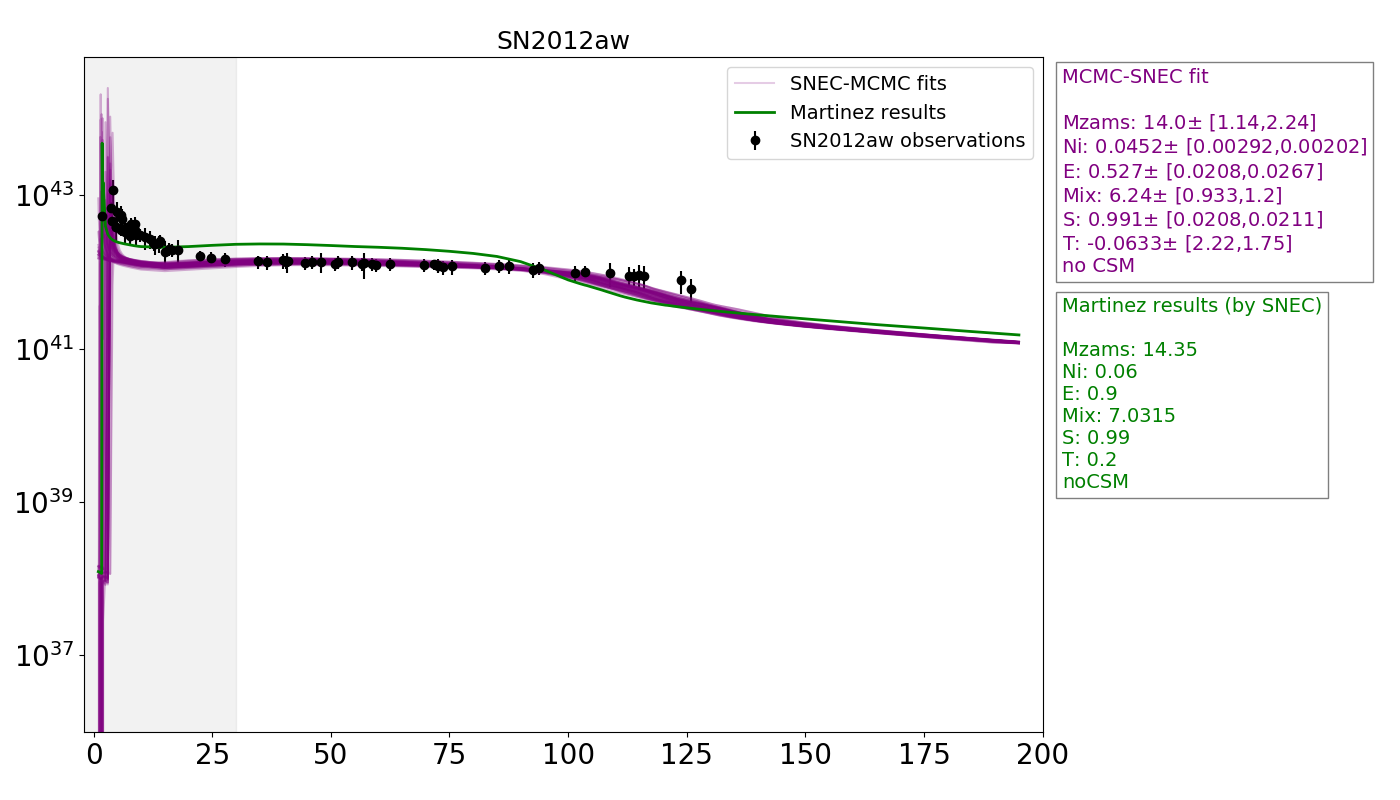 SN2012aw
SNEC-MCMC fits
Martinez results
SN2012aw observations
10^43
10^41
10^39
10^37
0 25 50 75 100 125 150 175 200
MCMC-SNEC fit
Mzams: 14.0± [1.14,2.24]
Ni: 0.0452± [0.00292,0.00202]
E: 0.527± [0.0208,0.0267]
Mix: 6.24± [0.933,1.2]
S: 0.991± [0.0208,0.0211]
T: -0.0633± [2.22,1.75]
no CSM
Martinez results (by SNEC)
Mzams: 14.35
Ni: 0.06
E: 0.9
Mix: 7.0315
S: 0.99
T: 0.2
noCSM